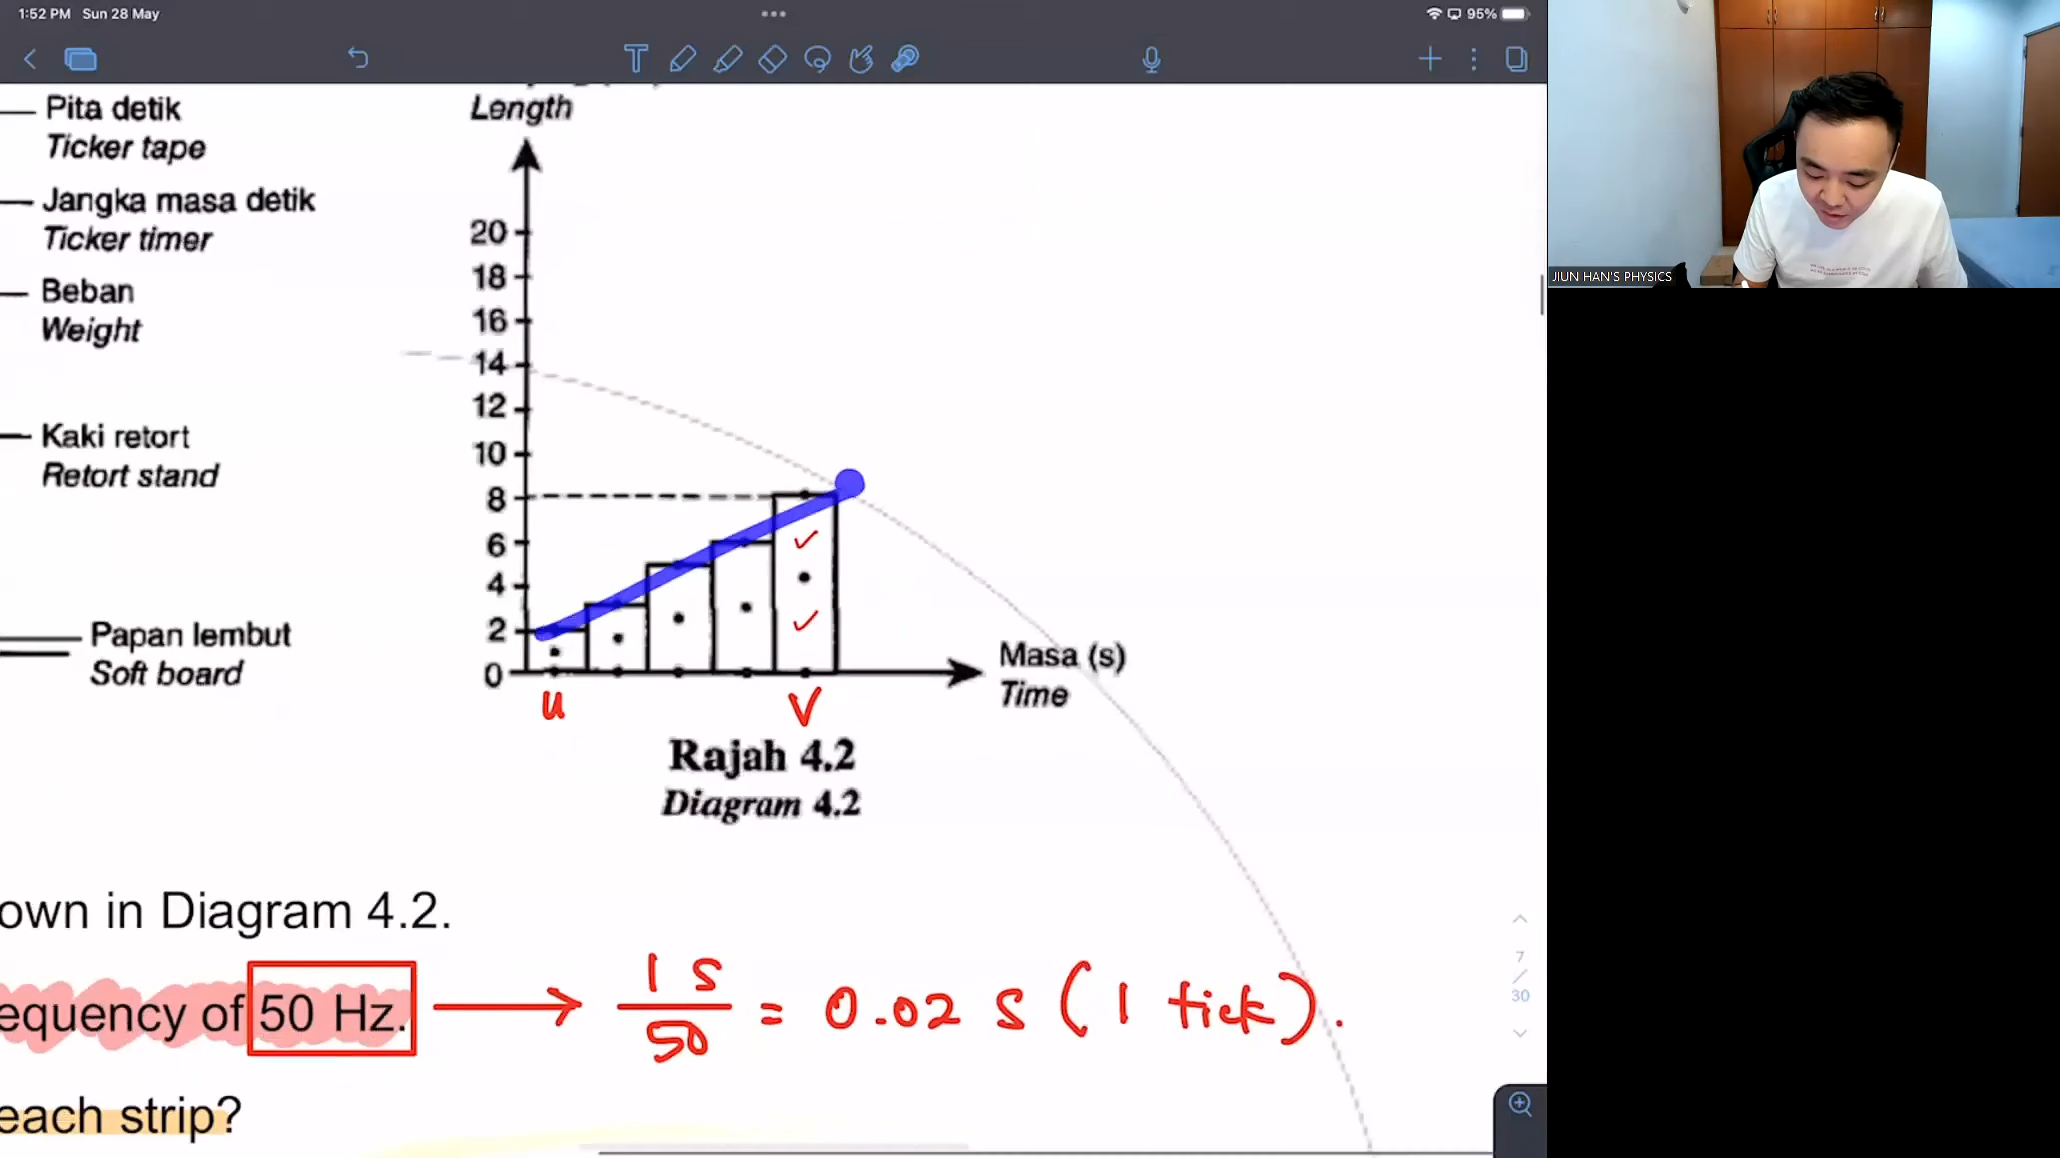 1:52 PM Sun 28 May
95%
Pita detik
Ticker tape
Jangka masa detik
Ticker timer
Beban
Weight
Kaki retort
Retort stand
Papan lembut
Soft board
Length
20
18
16
14
12
10
8
6
4
2
0
u
V
Masa (s)
Time
Rajah 4.2
Diagram 4.2
own in Diagram 4.2.
equency of 50 Hz. 1 s / 50 = 0.02 s (1 tick).
each strip?
7
/
30
JIUN HAN'S PHYSICS